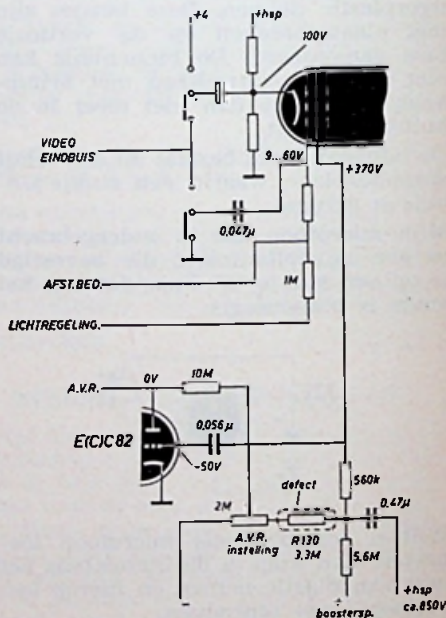 +4
+hsp
100V
VIDEO
EINDBUIS
9...60V
+370V
0,047µ
AFST. BED.
1M
LICHTREGELING.
10M
A.V.R.
0V
0,056µ
E(C)C82
-50V
560k
defect
0,47µ
2M
A.V.R.
instelling
R130
3,3M
5,6M
-
+hsp
ca.850V
+
boostersp.